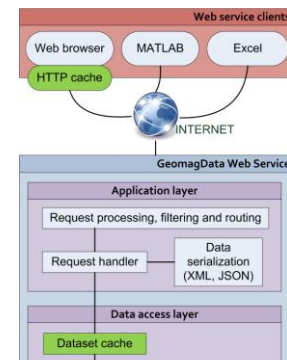 Web service clients
Web browser
MATLAB
Excel
HTTP cache
INTERNET
GeomagData Web Service
Application layer
Request processing, filtering and routing
Request handler
Data
serialization
(XML, JSON)
Data access layer
Dataset cache